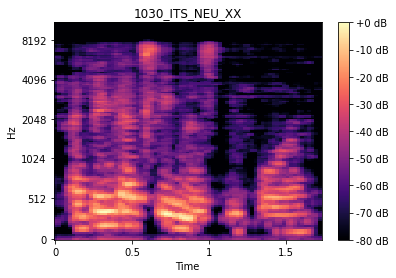 1030_ITS_NEU_XX
8192
4096
2048
1024
512
0
Hz
0
0.5
1
1.5
Time
+0 dB
-10 dB
-20 dB
-30 dB
-40 dB
-50 dB
-60 dB
-70 dB
-80 dB